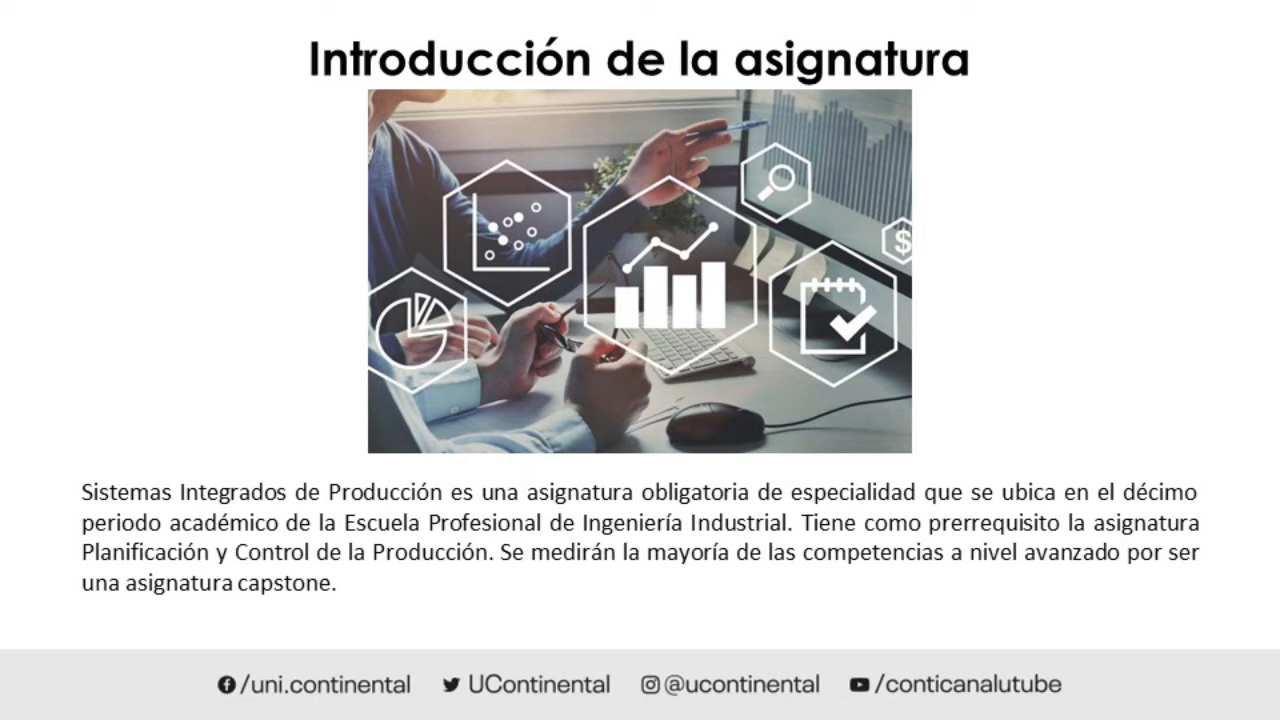 Introducción de la asignatura
$
Sistemas Integrados de Producción es una asignatura obligatoria de especialidad que se ubica en el décimo
periodo académico de la Escuela Profesional de Ingeniería Industrial. Tiene como prerrequisito la asignatura
Planificación y Control de la Producción. Se medirán la mayoría de las competencias a nivel avanzado por ser
una asignatura capstone.
/uni.continental UContinental @ucontinental /conticanalutube